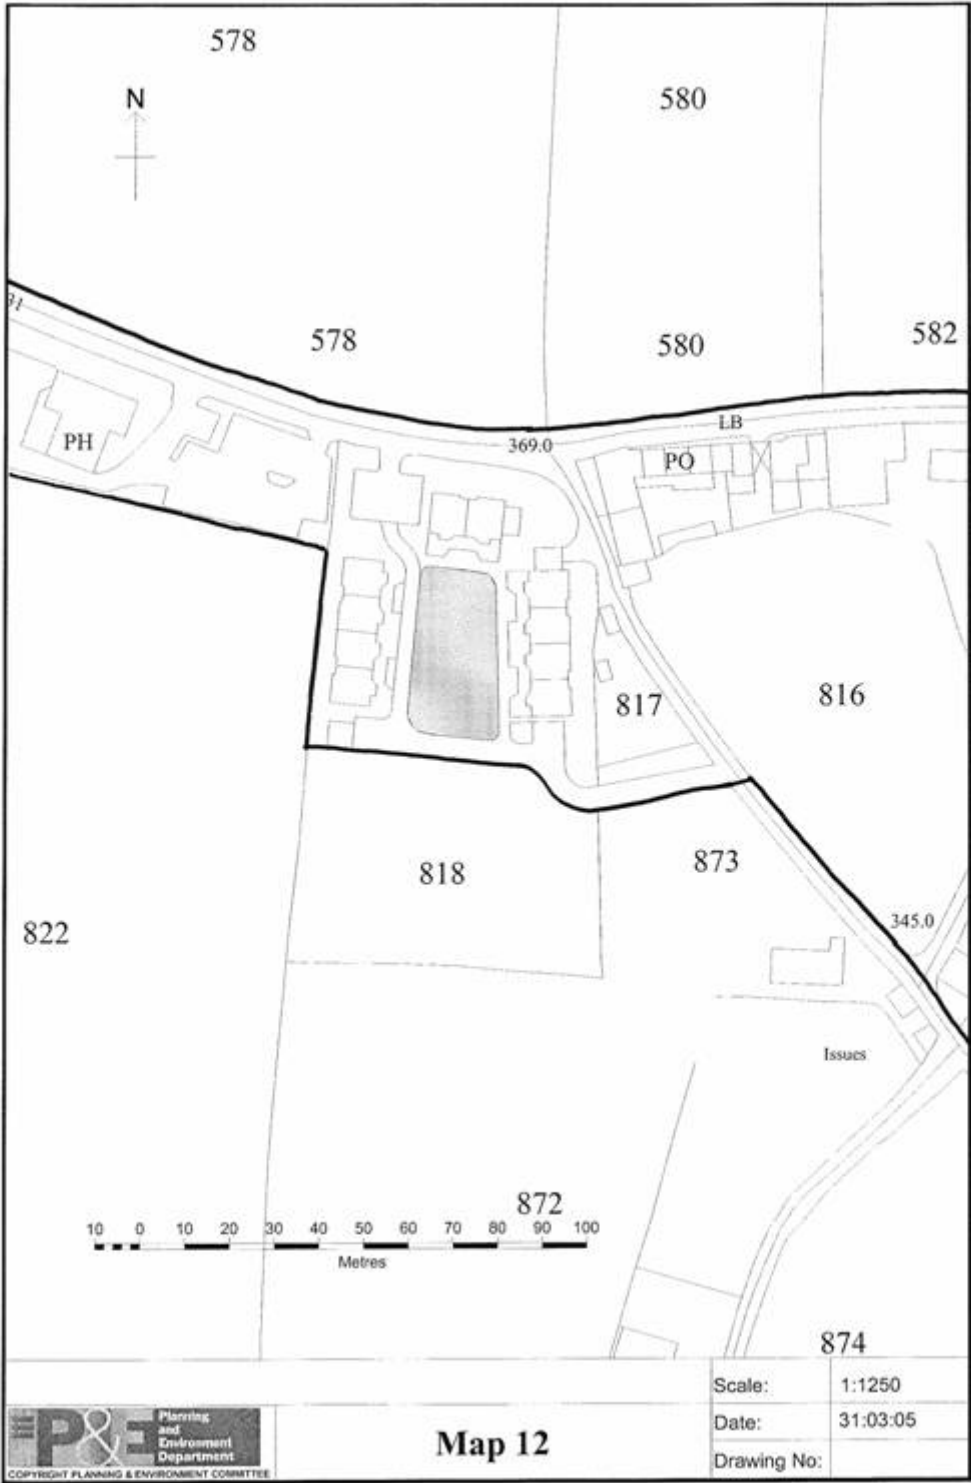 578
580
N
31
578
580
582
PH
369.0
LB
PO
817
816
818
873
822
345.0
Issues
872
10 0 10 20 30 40 50 60 70 80 90 100
Metres
874
P&E
Planning
and
Environment
Department
COPYRIGHT PLANNING & ENVIRONMENT COMMITTEE
Map 12
Scale: 1:1250
Date: 31:03:05
Drawing No: